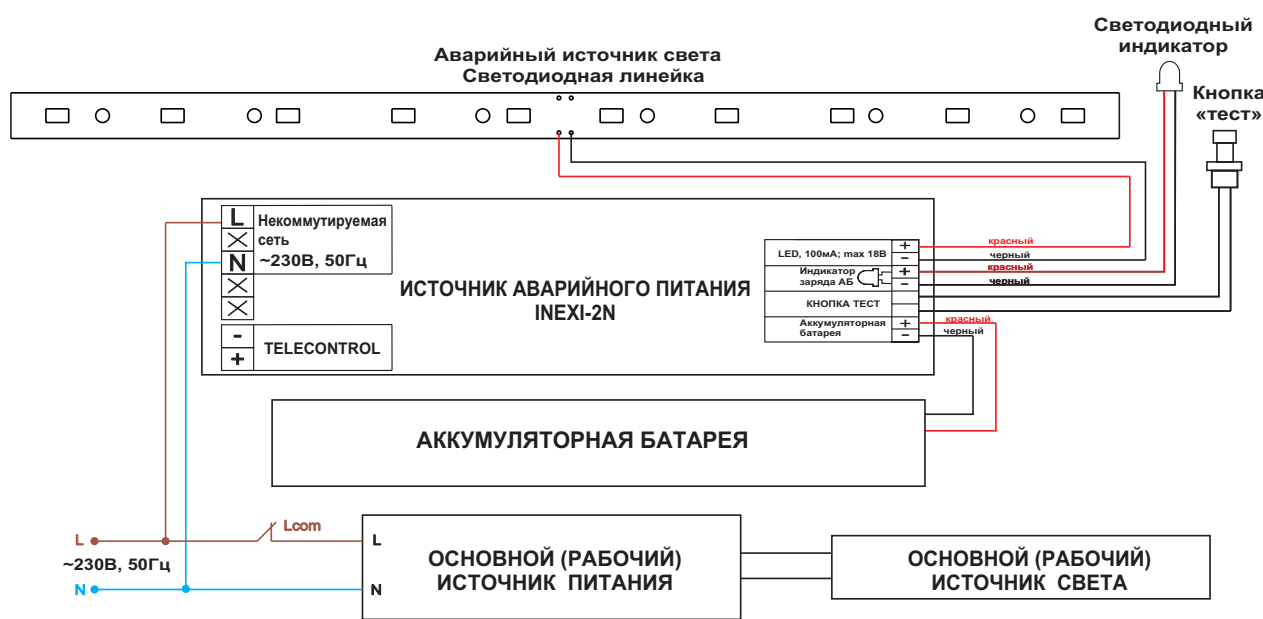 Светодиодный
индикатор
Аварийный источник света
Светодиодная линейка
Кнопка
«тест»
L
Некоммутируемая
сеть
N
~230В, 50Гц
-
+
TELECONTROL
ИСТОЧНИК АВАРИЙНОГО ПИТАНИЯ
INEXI-2N
LED, 100мА; max 18В
+
−
Индикатор
заряда АБ
+
−
КНОПКА ТЕСТ
Аккумуляторная
батарея
+
−
красный
черный
красный
черный
красный
черный
АККУМУЛЯТОРНАЯ БАТАРЕЯ
L
Lcom
~230В, 50Гц
N
L
N
ОСНОВНОЙ (РАБОЧИЙ)
ИСТОЧНИК ПИТАНИЯ
ОСНОВНОЙ (РАБОЧИЙ)
ИСТОЧНИК СВЕТА